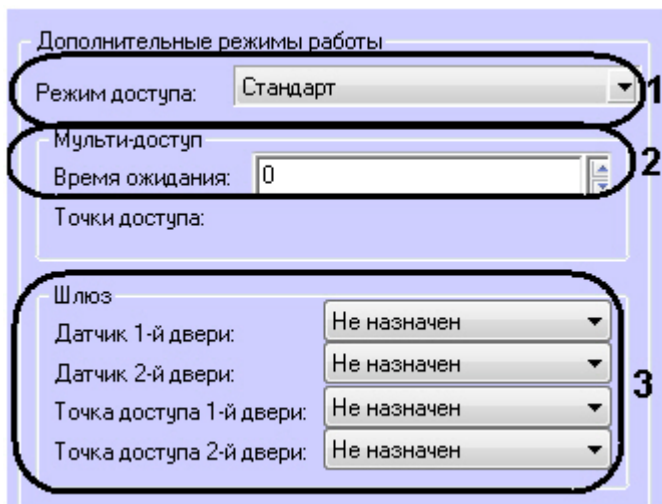 Дополнительные режимы работы
Режим доступа: Стандарт 1
Мульти-доступ
Время ожидания: 0 2
Точки доступа:
Шлюз
Датчик 1-й двери: Не назначен
Датчик 2-й двери: Не назначен
3
Точка доступа 1-й двери: Не назначен
Точка доступа 2-й двери: Не назначен